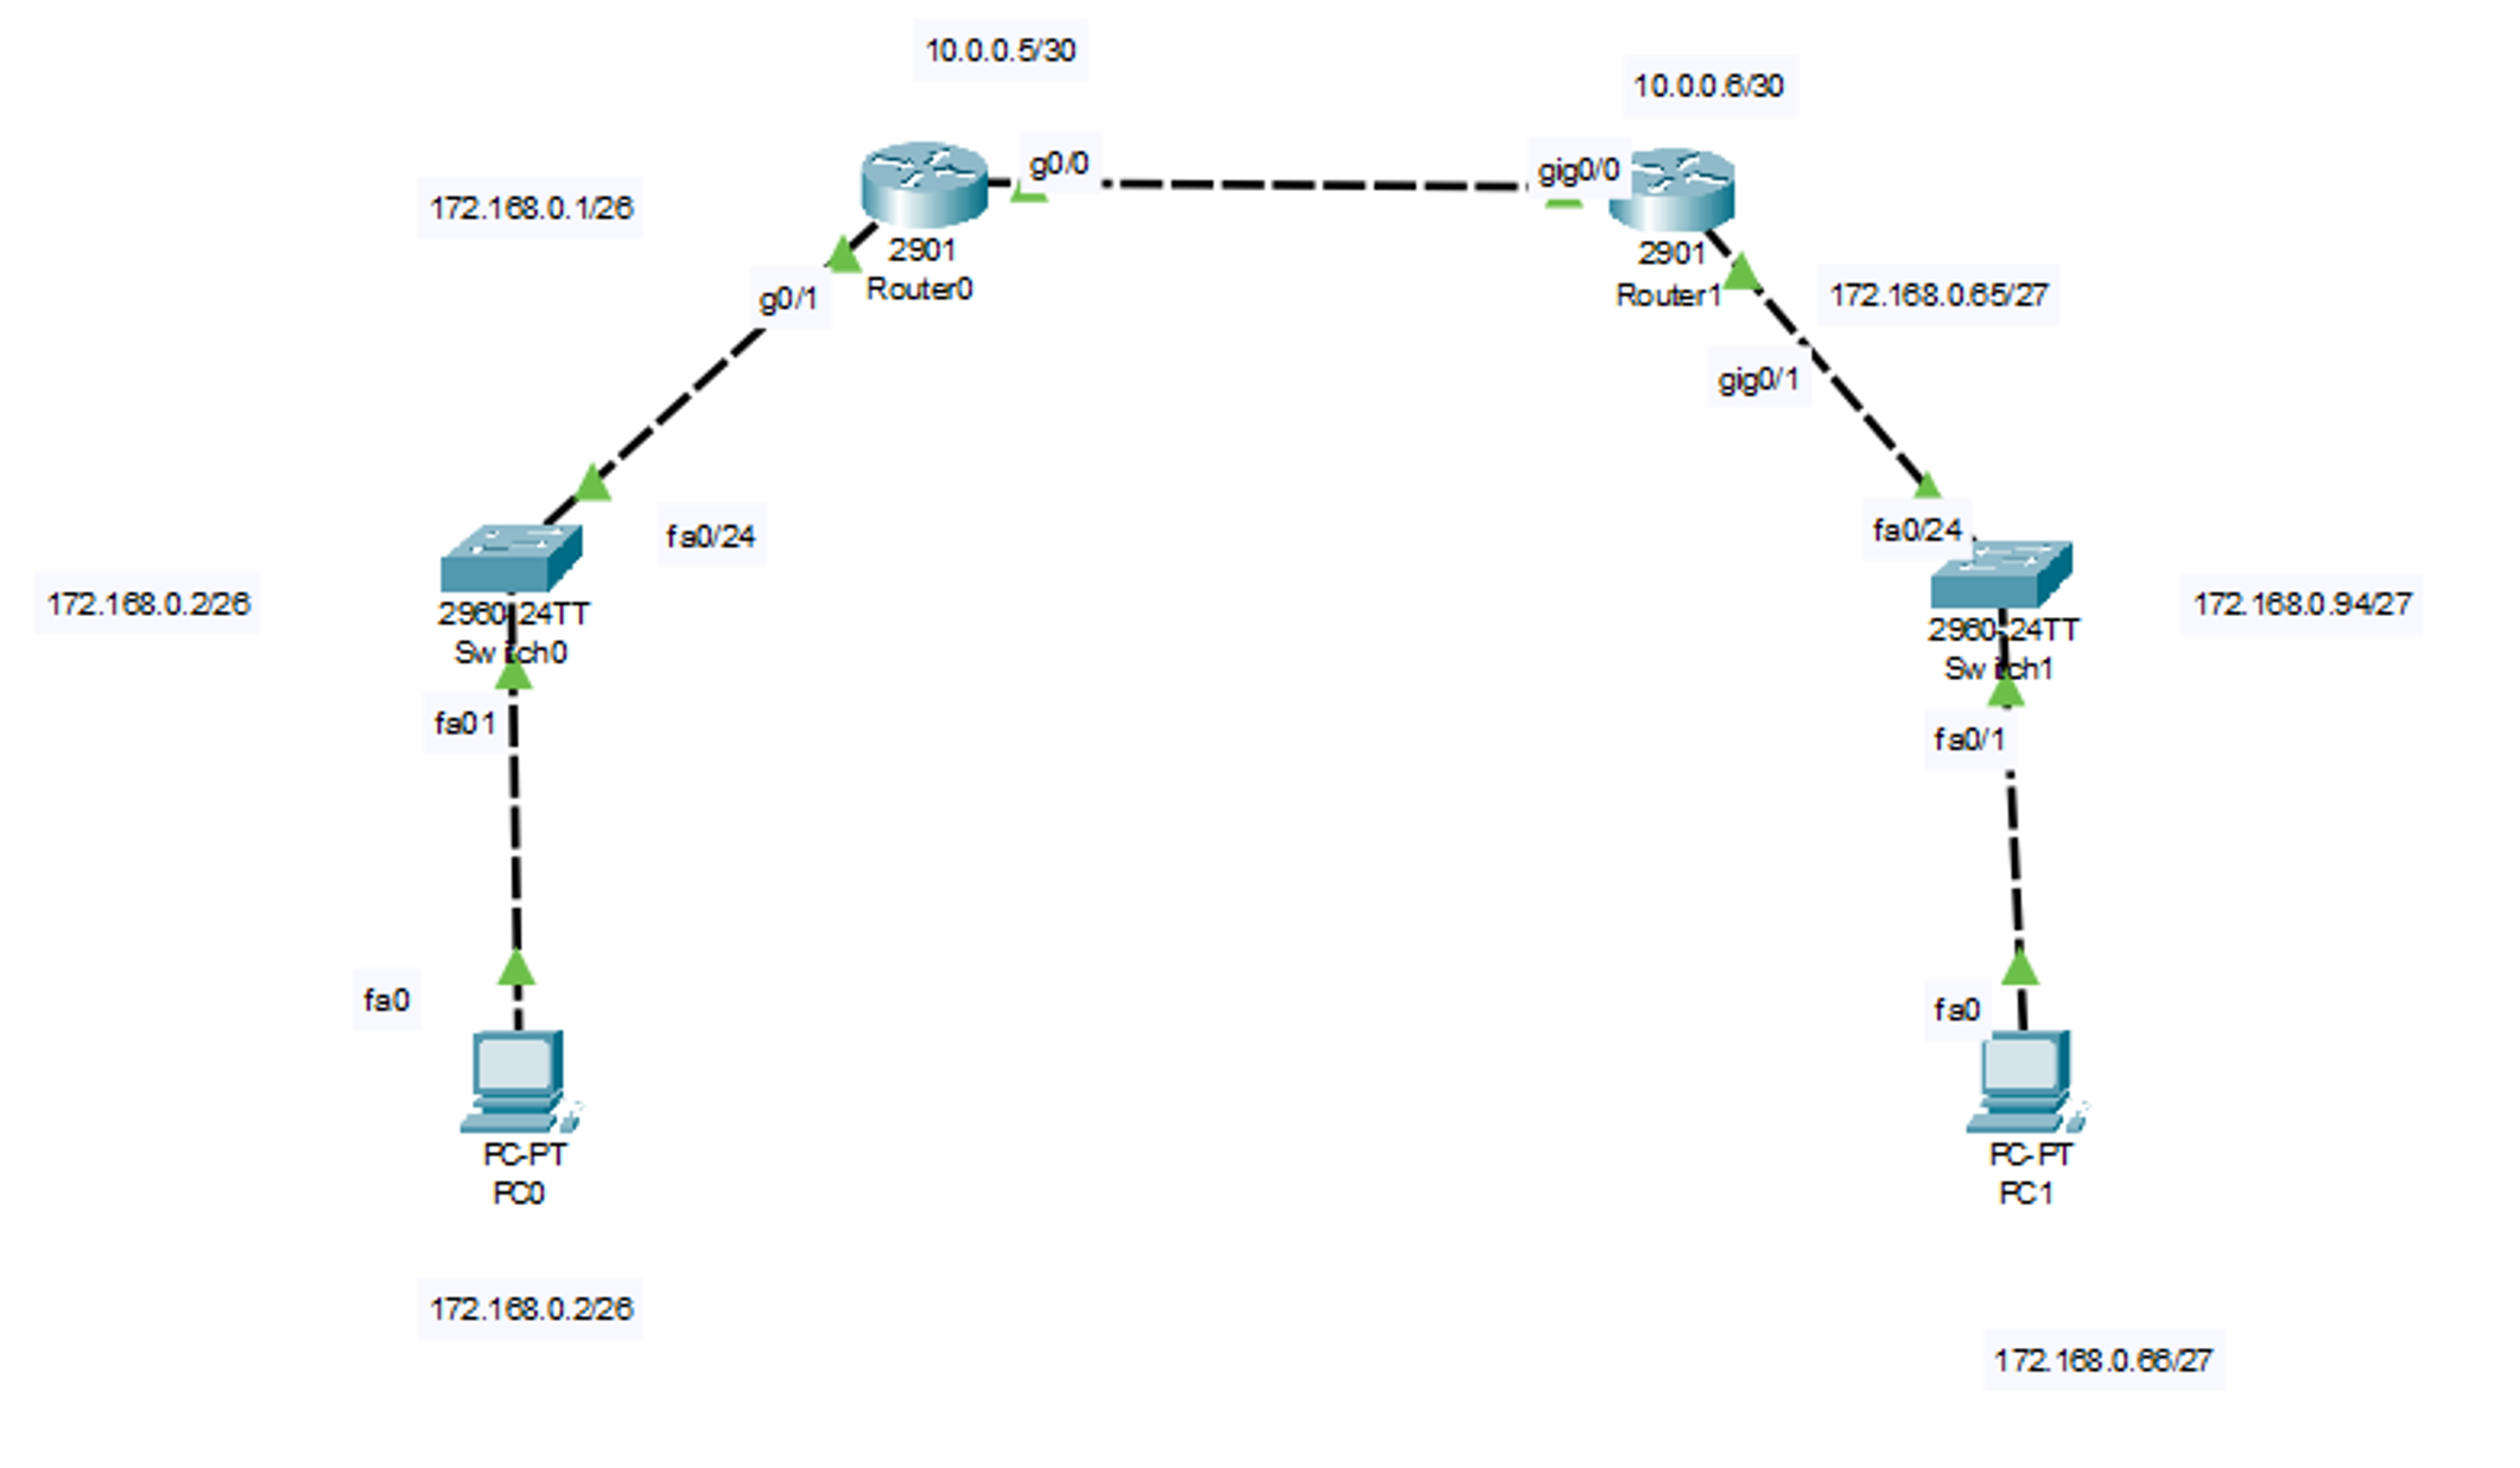 10.0.0.5/30
10.0.0.6/30
g0/0
gig0/0
172.168.0.1/26
2901
Router0
2901
Router1
g0/1
172.168.0.65/27
gig0/1
fa0/24
fa0/24
172.168.0.2/26
2960-24TT
Switch0
2960-24TT
Switch1
172.168.0.94/27
fa01
fa0/1
fa0
fa0
PC-PT
PC0
PC-PT
PC1
172.168.0.2/26
172.168.0.66/27